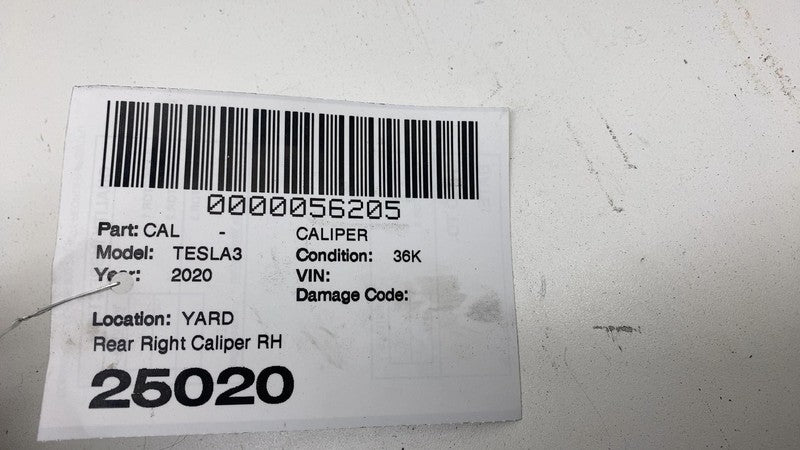 0000056205
Part: CAL - CALIPER
Model: TESLA3 Condition: 36K
Year: 2020 VIN:
Damage Code:
Location: YARD
Rear Right Caliper RH
25020